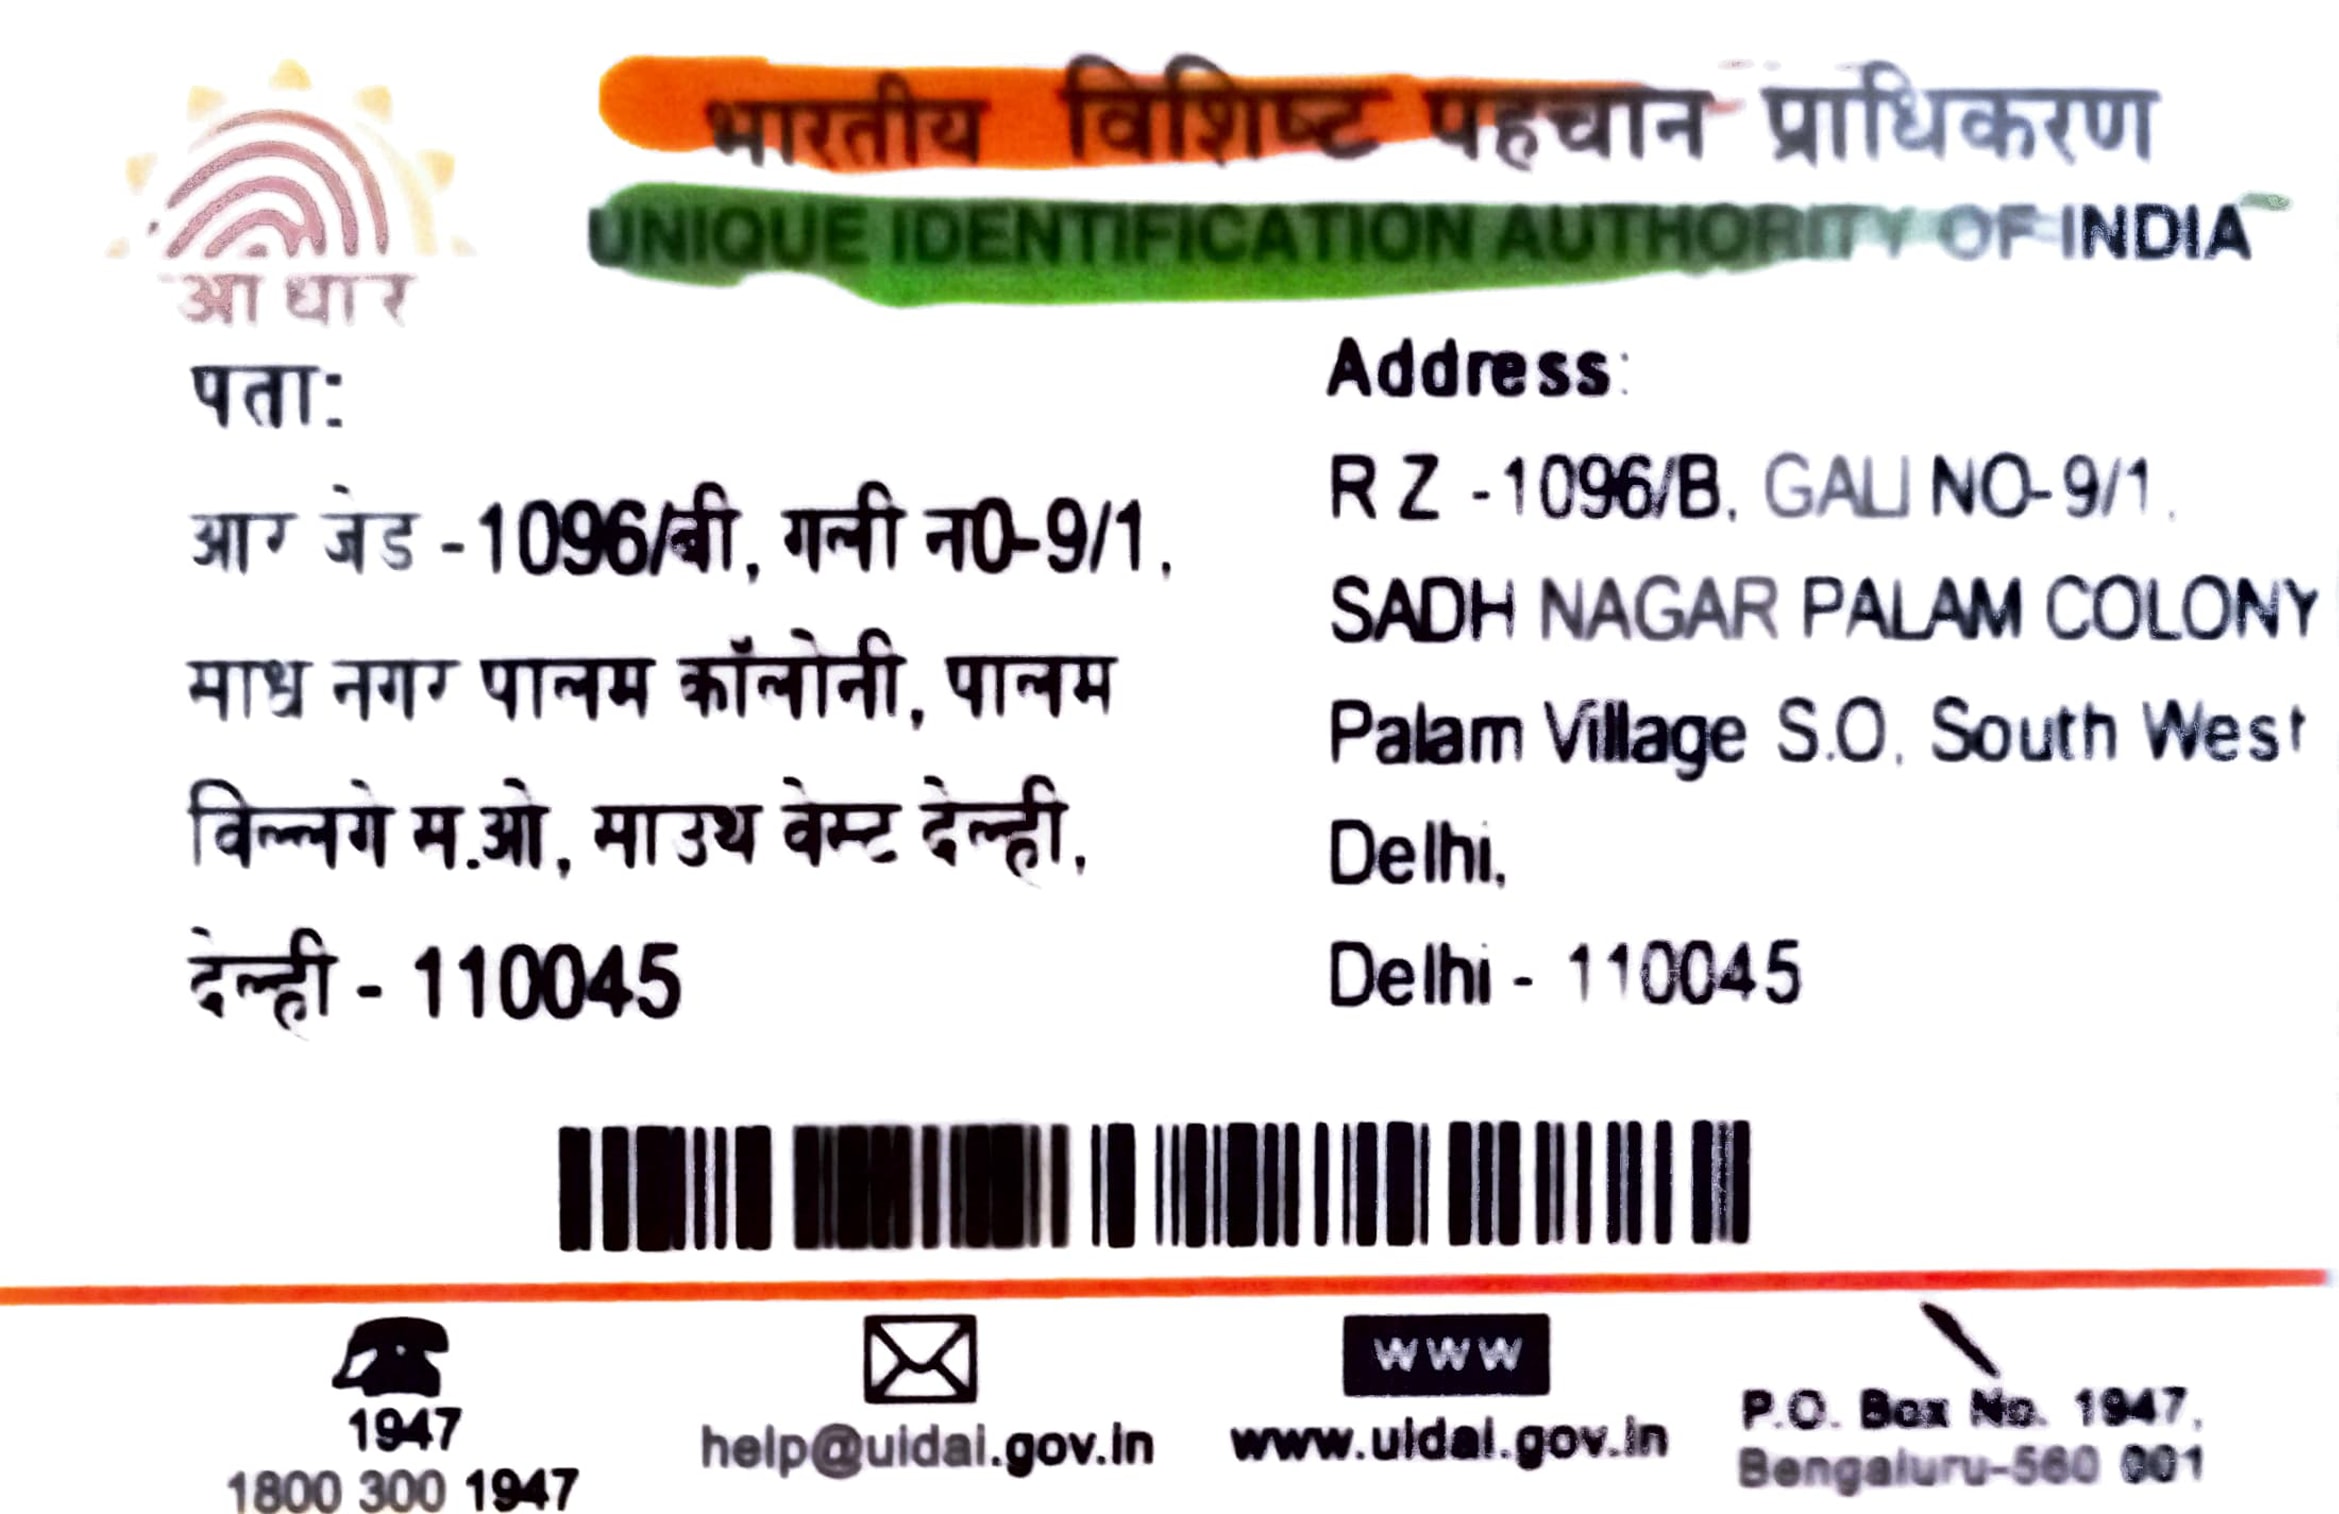 भारतीय विशिष्ट पहचान प्राधिकरण
UNIQUE IDENTIFICATION AUTHORITY OF INDIA
आधार
पता:
आर जेड -1096/बी, गली न0-9/1,
साध नगर पालम कॉलोनी, पालम
विल्लगे स.ओ, साउथ वेस्ट देल्ही,
देल्ही - 110045
Address:
R Z -1096/B, GALI NO-9/1,
SADH NAGAR PALAM COLONY
Palam Village S.O, South West
Delhi,
Delhi - 110045
1947
1800 300 1947
help@uidai.gov.in
www
www.uidai.gov.in
P.O. Box No. 1947,
Bengaluru-560 001